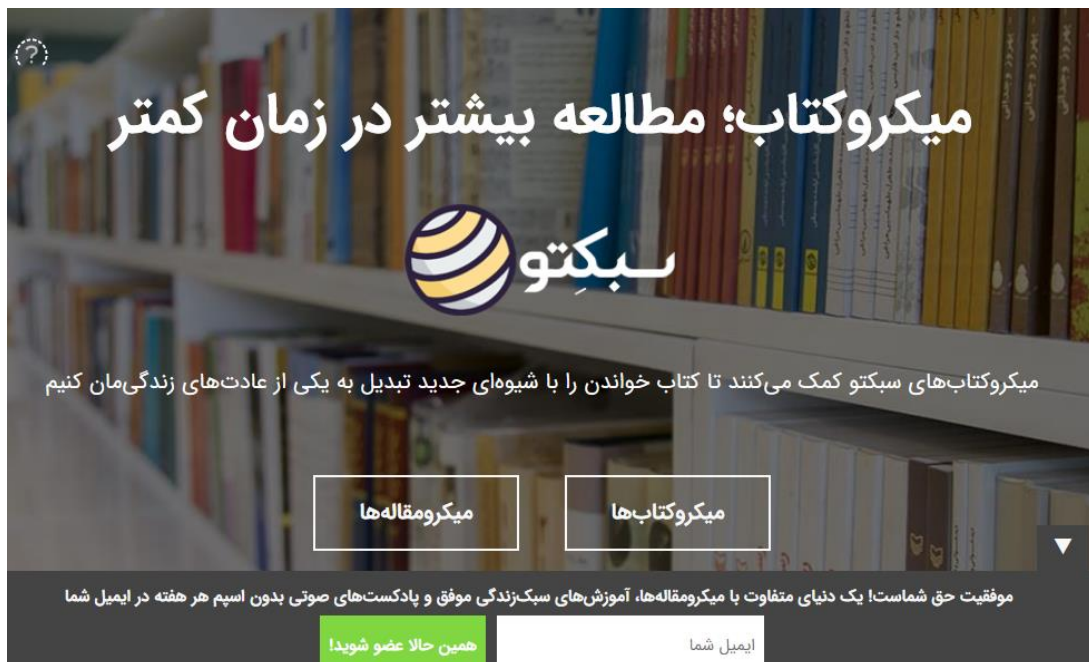 میکروکتاب؛ مطالعه بیشتر در زمان کمتر
سبکِتو
میکروکتاب‌های سبکتو کمک می‌کنند تا کتاب خواندن را با شیوه‌ای جدید تبدیل به یکی از عادت‌های زندگی‌مان کنیم
میکروکتاب‌ها
میکرومقاله‌ها
موفقیت حق شماست! یک دنیای متفاوت با میکرومقاله‌ها، آموزش‌های سبک‌زندگی موفق و پادکست‌های صوتی بدون اسپم هر هفته در ایمیل شما
ایمیل شما
همین حالا عضو شوید!